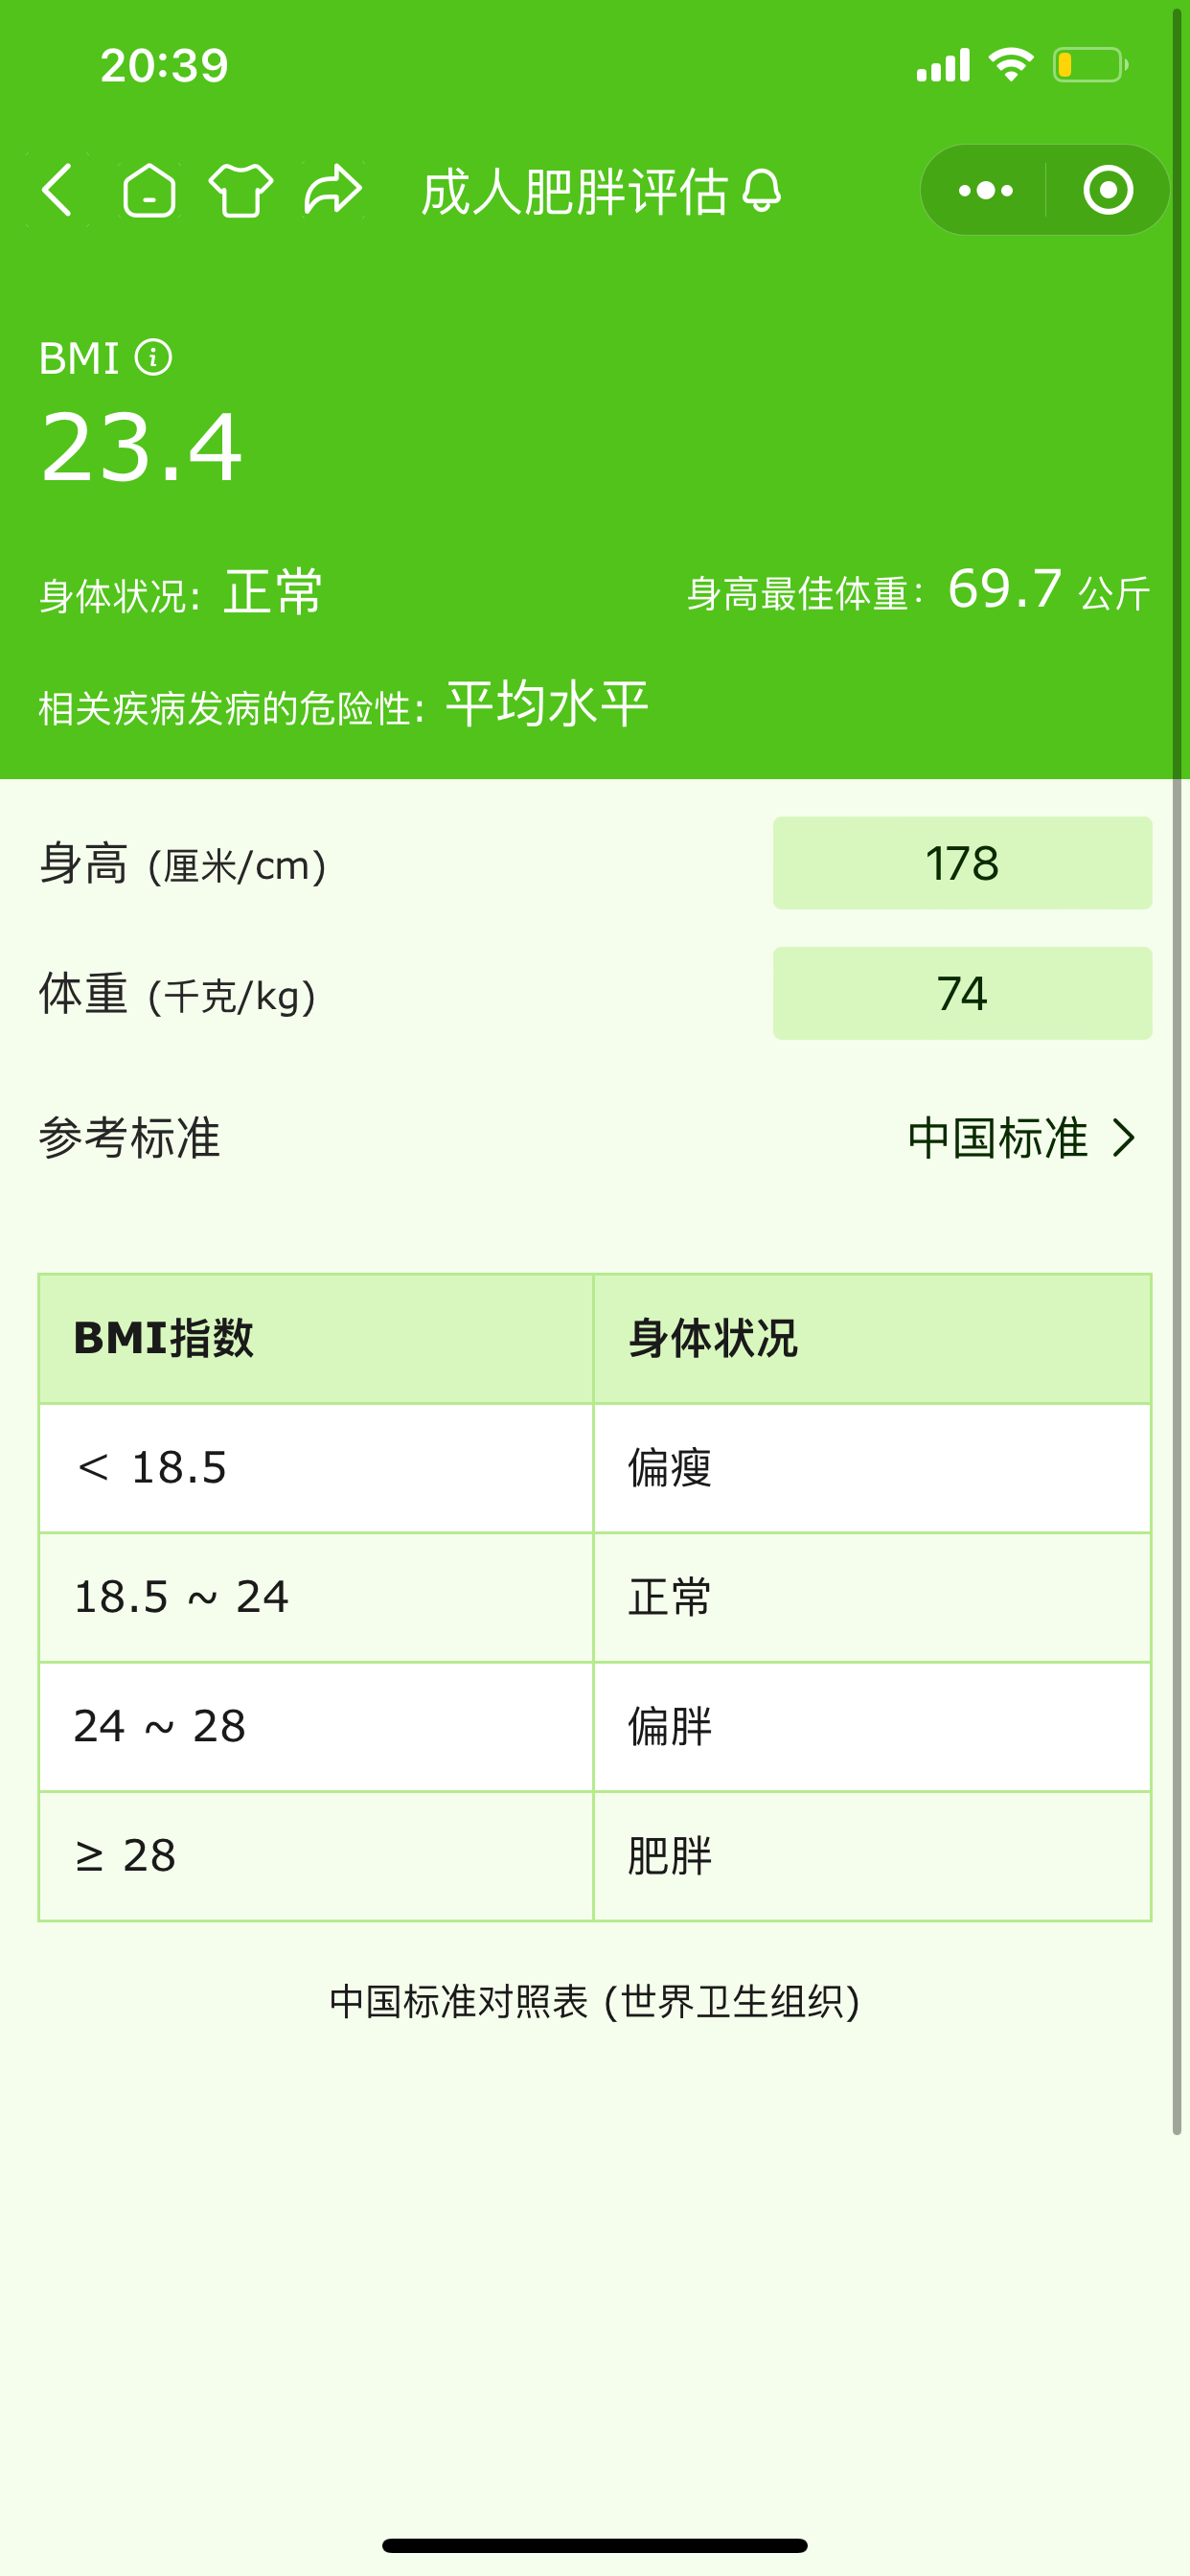 20:39
成人肥胖评估
BMI
23.4
身体状况: 正常 身高最佳体重: 69.7 公斤
相关疾病发病的危险性: 平均水平
身高 (厘米/cm) 178
体重 (千克/kg) 74
参考标准 中国标准
BMI指数 身体状况
< 18.5 偏瘦
18.5 ~ 24 正常
24 ~ 28 偏胖
≥ 28 肥胖
中国标准对照表 (世界卫生组织)